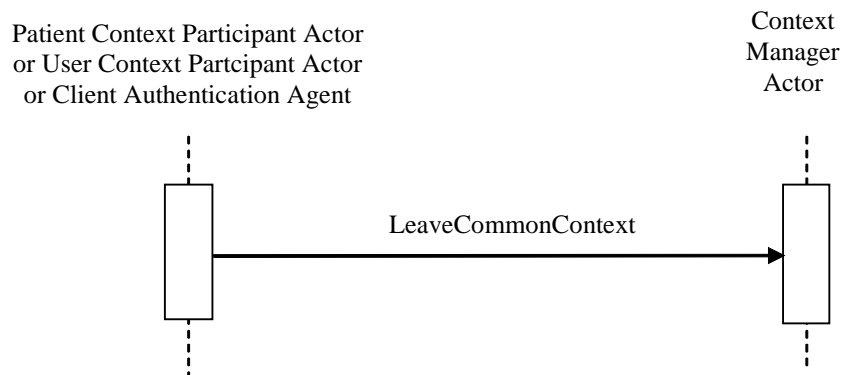 Patient Context Participant Actor
or User Context Partcipant Actor
or Client Authentication Agent
Context
Manager
Actor
LeaveCommonContext